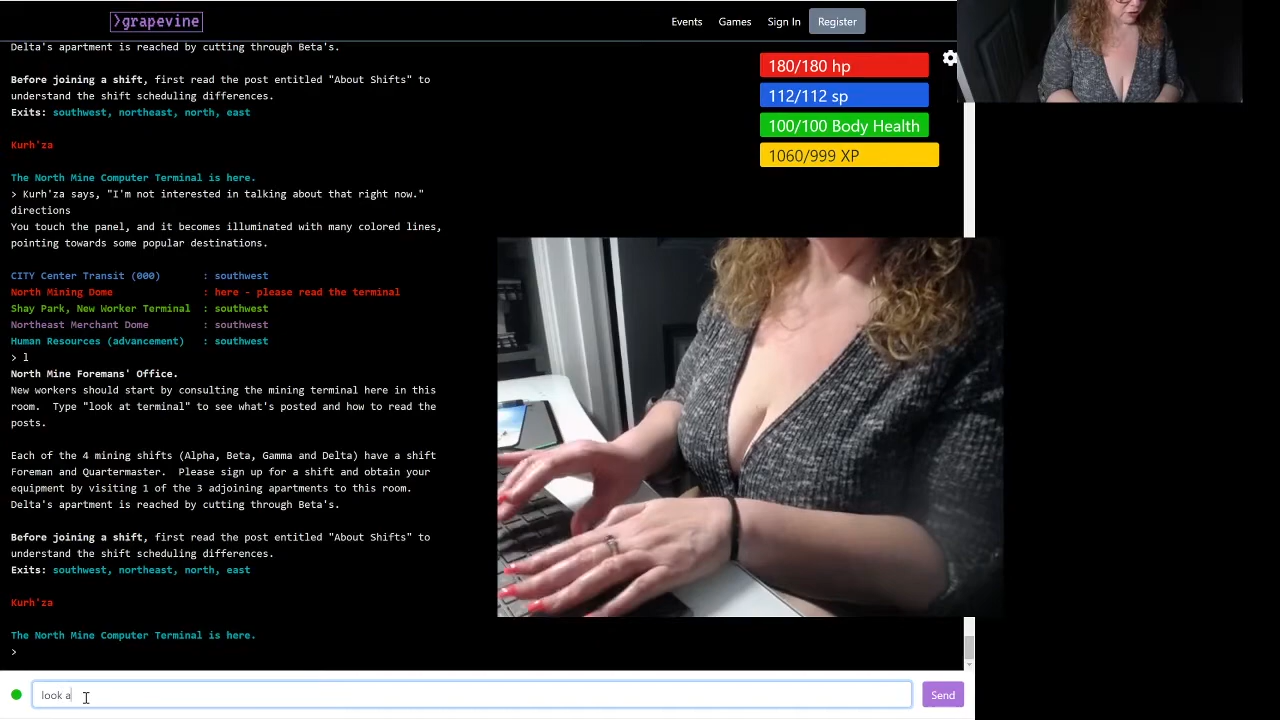 >grapevine
Events Games Sign In Register
Delta's apartment is reached by cutting through Beta's.
Before joining a shift, first read the post entitled "About Shifts" to
understand the shift scheduling differences.
Exits: southwest, northeast, north, east
Kurh'za
The North Mine Computer Terminal is here.
> Kurh'za says, "I'm not interested in talking about that right now."
directions
You touch the panel, and it becomes illuminated with many colored lines,
pointing towards some popular destinations.
CITY Center Transit (000) : southwest
North Mining Dome : here - please read the terminal
Shay Park, New Worker Terminal : southwest
Northeast Merchant Dome : southwest
Human Resources (advancement) : southwest
> l
North Mine Foremans' Office.
New workers should start by consulting the mining terminal here in this
room. Type "look at terminal" to see what's posted and how to read the
posts.
Each of the 4 mining shifts (Alpha, Beta, Gamma and Delta) have a shift
Foreman and Quartermaster. Please sign up for a shift and obtain your
equipment by visiting 1 of the 3 adjoining apartments to this room.
Delta's apartment is reached by cutting through Beta's.
Before joining a shift, first read the post entitled "About Shifts" to
understand the shift scheduling differences.
Exits: southwest, northeast, north, east
Kurh'za
The North Mine Computer Terminal is here.
>
180/180 hp
112/112 sp
100/100 Body Health
1060/999 XP
look a
Send